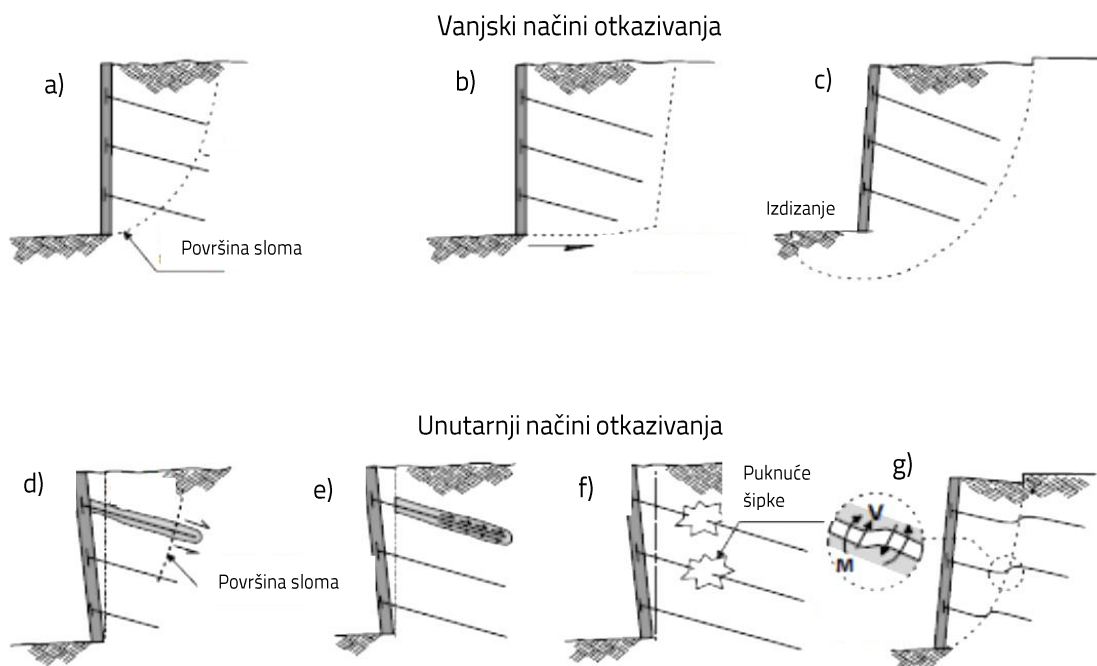 Vanjski načini otkazivanja
a)
b)
c)
Izdizanje
Površina sloma
Unutarnji načini otkazivanja
d)
e)
f)
g)
Puknuće
šipke
V
M
Površina sloma